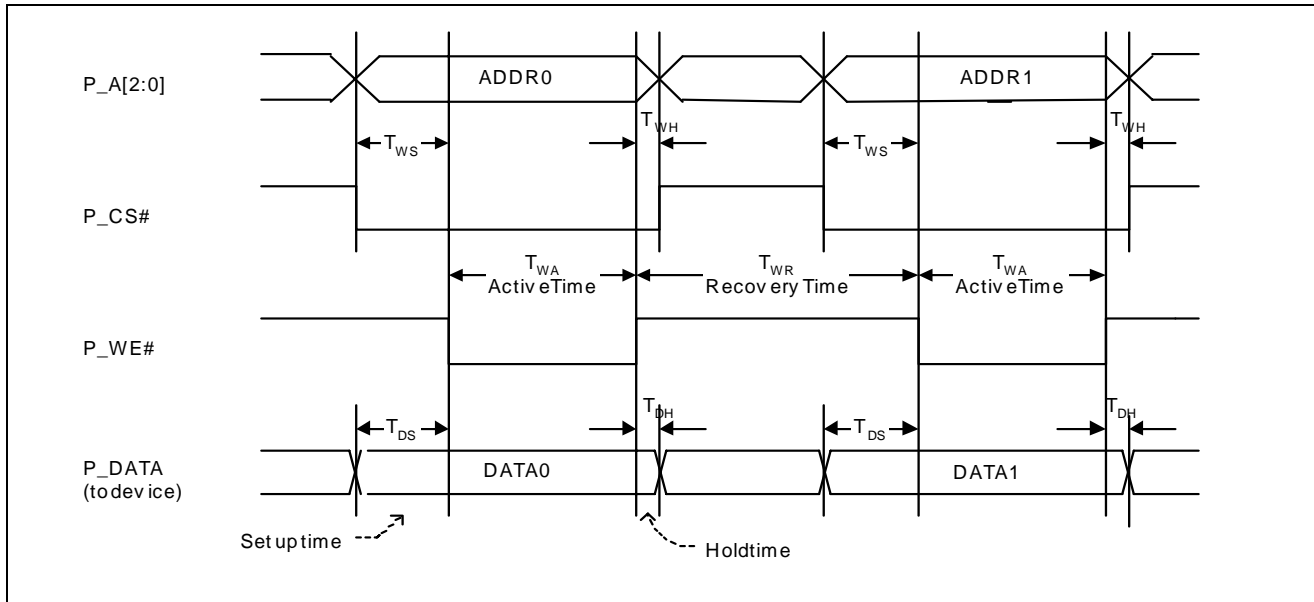 P_A[2:0]
ADDR0
ADDR1
TWH
TWH
TWS
TWS
P_CS#
TWA
TWR
TWA
ActiveTime
RecoveryTime
ActiveTime
P_WE#
TDH
TDH
TDS
TDS
P_DATA
DATA0
DATA1
(todevice)
Setuptime
Holdtime